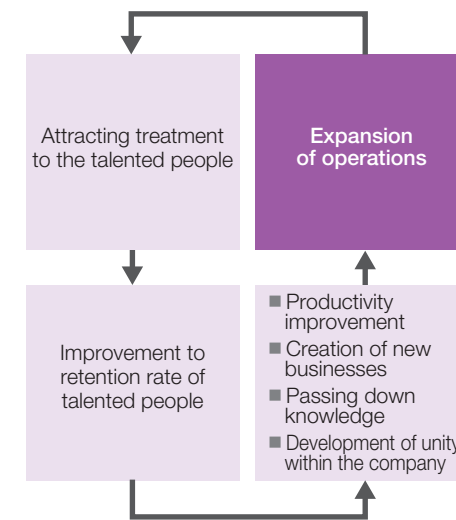 Attracting treatment
to the talented people
Expansion
of operations
Improvement to
retention rate of
talented people
■ Productivity
improvement
■ Creation of new
businesses
■ Passing down
knowledge
■ Development of unity
within the company